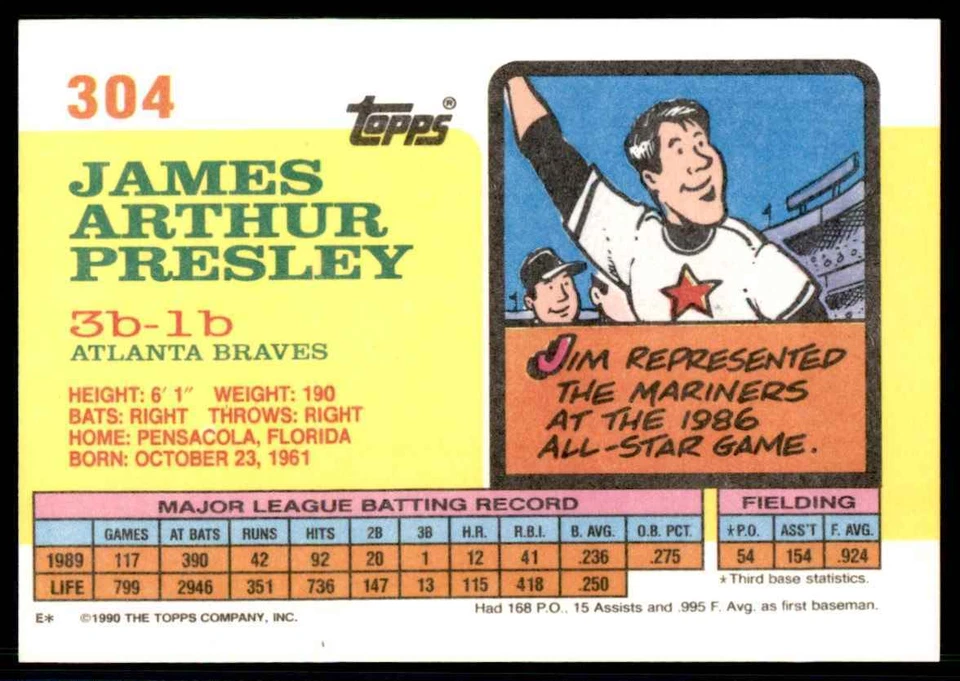 304
topps®
JAMES
ARTHUR
PRESLEY
3b-1b
ATLANTA BRAVES
HEIGHT: 6' 1" WEIGHT: 190
BATS: RIGHT THROWS: RIGHT
HOME: PENSACOLA, FLORIDA
BORN: OCTOBER 23, 1961
JIM REPRESENTED
THE MARINERS
AT THE 1986
ALL-STAR GAME.
MAJOR LEAGUE BATTING RECORD
GAMES AT BATS RUNS HITS 2B 3B H.R. R.B.I. B. AVG. O.B. PCT.
1989 117 390 42 92 20 1 12 41 .236 .275
LIFE 799 2946 351 736 147 13 115 418 .250
FIELDING
*P.O. ASS'T F. AVG.
54 154 .924
*Third base statistics.
Had 168 P.O., 15 Assists and .995 F. Avg. as first baseman.
E* ©1990 THE TOPPS COMPANY, INC.